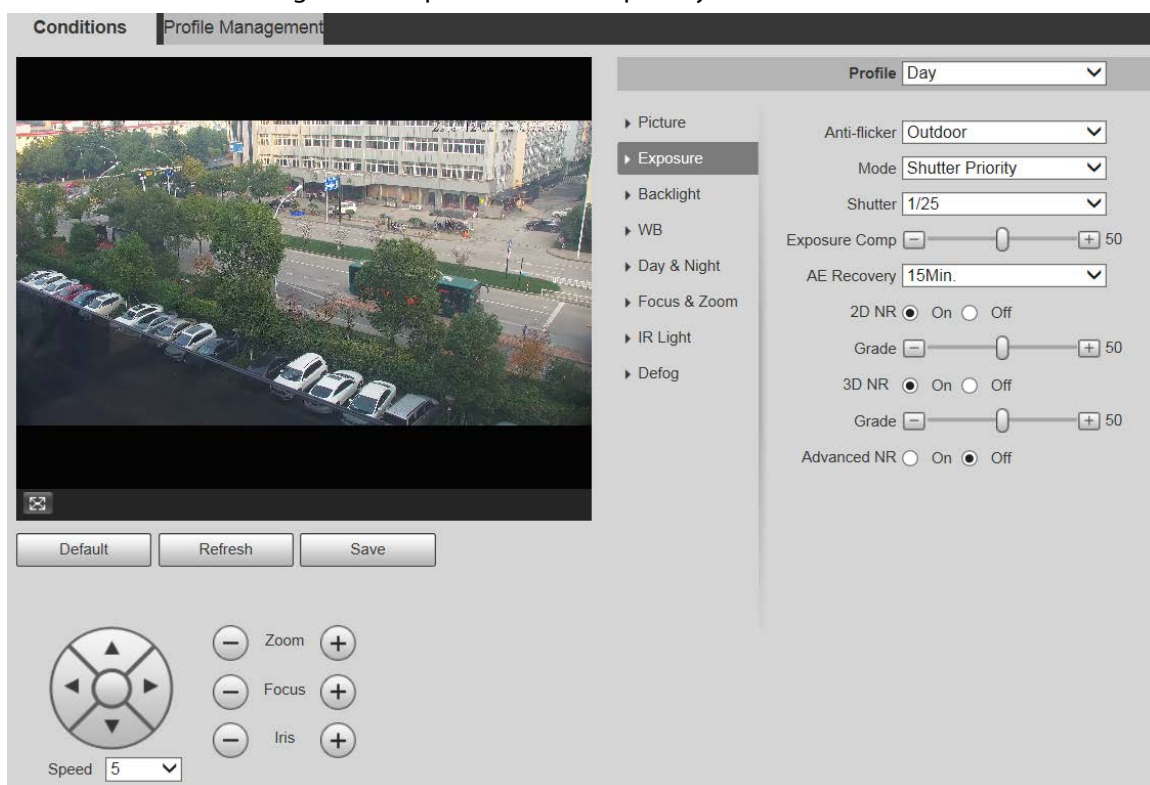 Conditions Profile Management
Profile Day
Picture
Exposure
Backlight
WB
Day & Night
Focus & Zoom
IR Light
Defog
Anti-flicker Outdoor
Mode Shutter Priority
Shutter 1/25
Exposure Comp 50
AE Recovery 15Min.
2D NR On Off
Grade 50
3D NR On Off
Grade 50
Advanced NR On Off
Default Refresh Save
Zoom
Focus
Iris
Speed 5